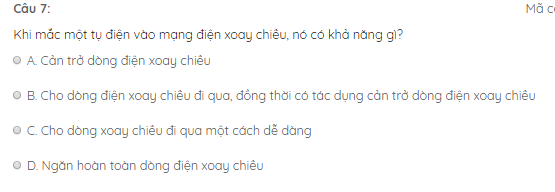 Câu 7:
Mã c
Khi mắc một tụ điện vào mạng điện xoay chiều, nó có khả năng gì?
A. Cản trở dòng điện xoay chiều
B. Cho dòng điện xoay chiều đi qua, đồng thời có tác dụng cản trở dòng điện xoay chiều
C. Cho dòng xoay chiều đi qua một cách dễ dàng
D. Ngăn hoàn toàn dòng điện xoay chiều